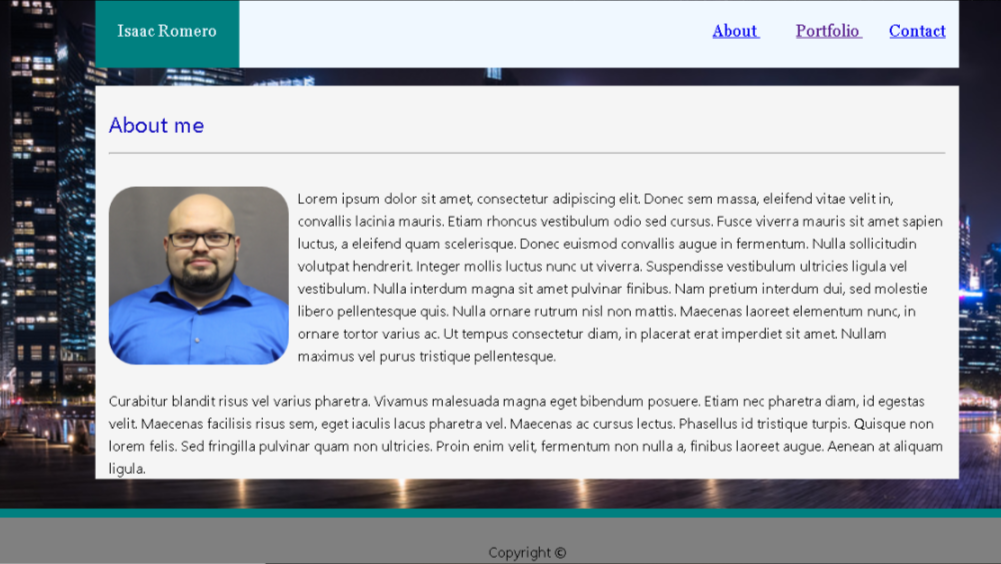 Isaac Romero
About Portfolio Contact
About me
Lorem ipsum dolor sit amet, consectetur adipiscing elit. Donec sem massa, eleifend vitae velit in,
convallis lacinia mauris. Etiam rhoncus vestibulum odio sed cursus. Fusce viverra mauris sit amet sapien
luctus, a eleifend quam scelerisque. Donec euismod convallis augue in fermentum. Nulla sollicitudin
volutpat hendrerit. Integer mollis luctus nunc ut viverra. Suspendisse vestibulum ultricies ligula vel
vestibulum. Nulla interdum magna sit amet pulvinar finibus. Nam pretium interdum dui, sed molestie
libero pellentesque quis. Nulla ornare rutrum nisl non mattis. Maecenas laoreet elementum nunc, in
ornare tortor varius ac. Ut tempus consectetur diam, in placerat erat imperdiet sit amet. Nullam
maximus vel purus tristique pellentesque.
Curabitur blandit risus vel varius pharetra. Vivamus malesuada magna eget bibendum posuere. Etiam nec pharetra diam, id egestas
velit. Maecenas facilisis risus sem, eget iaculis lacus pharetra vel. Maecenas ac cursus lectus. Phasellus id tristique turpis. Quisque non
lorem felis. Sed fringilla pulvinar quam non ultricies. Proin enim velit, fermentum non nulla a, finibus laoreet augue. Aenean at aliquam
ligula.
Copyright ©